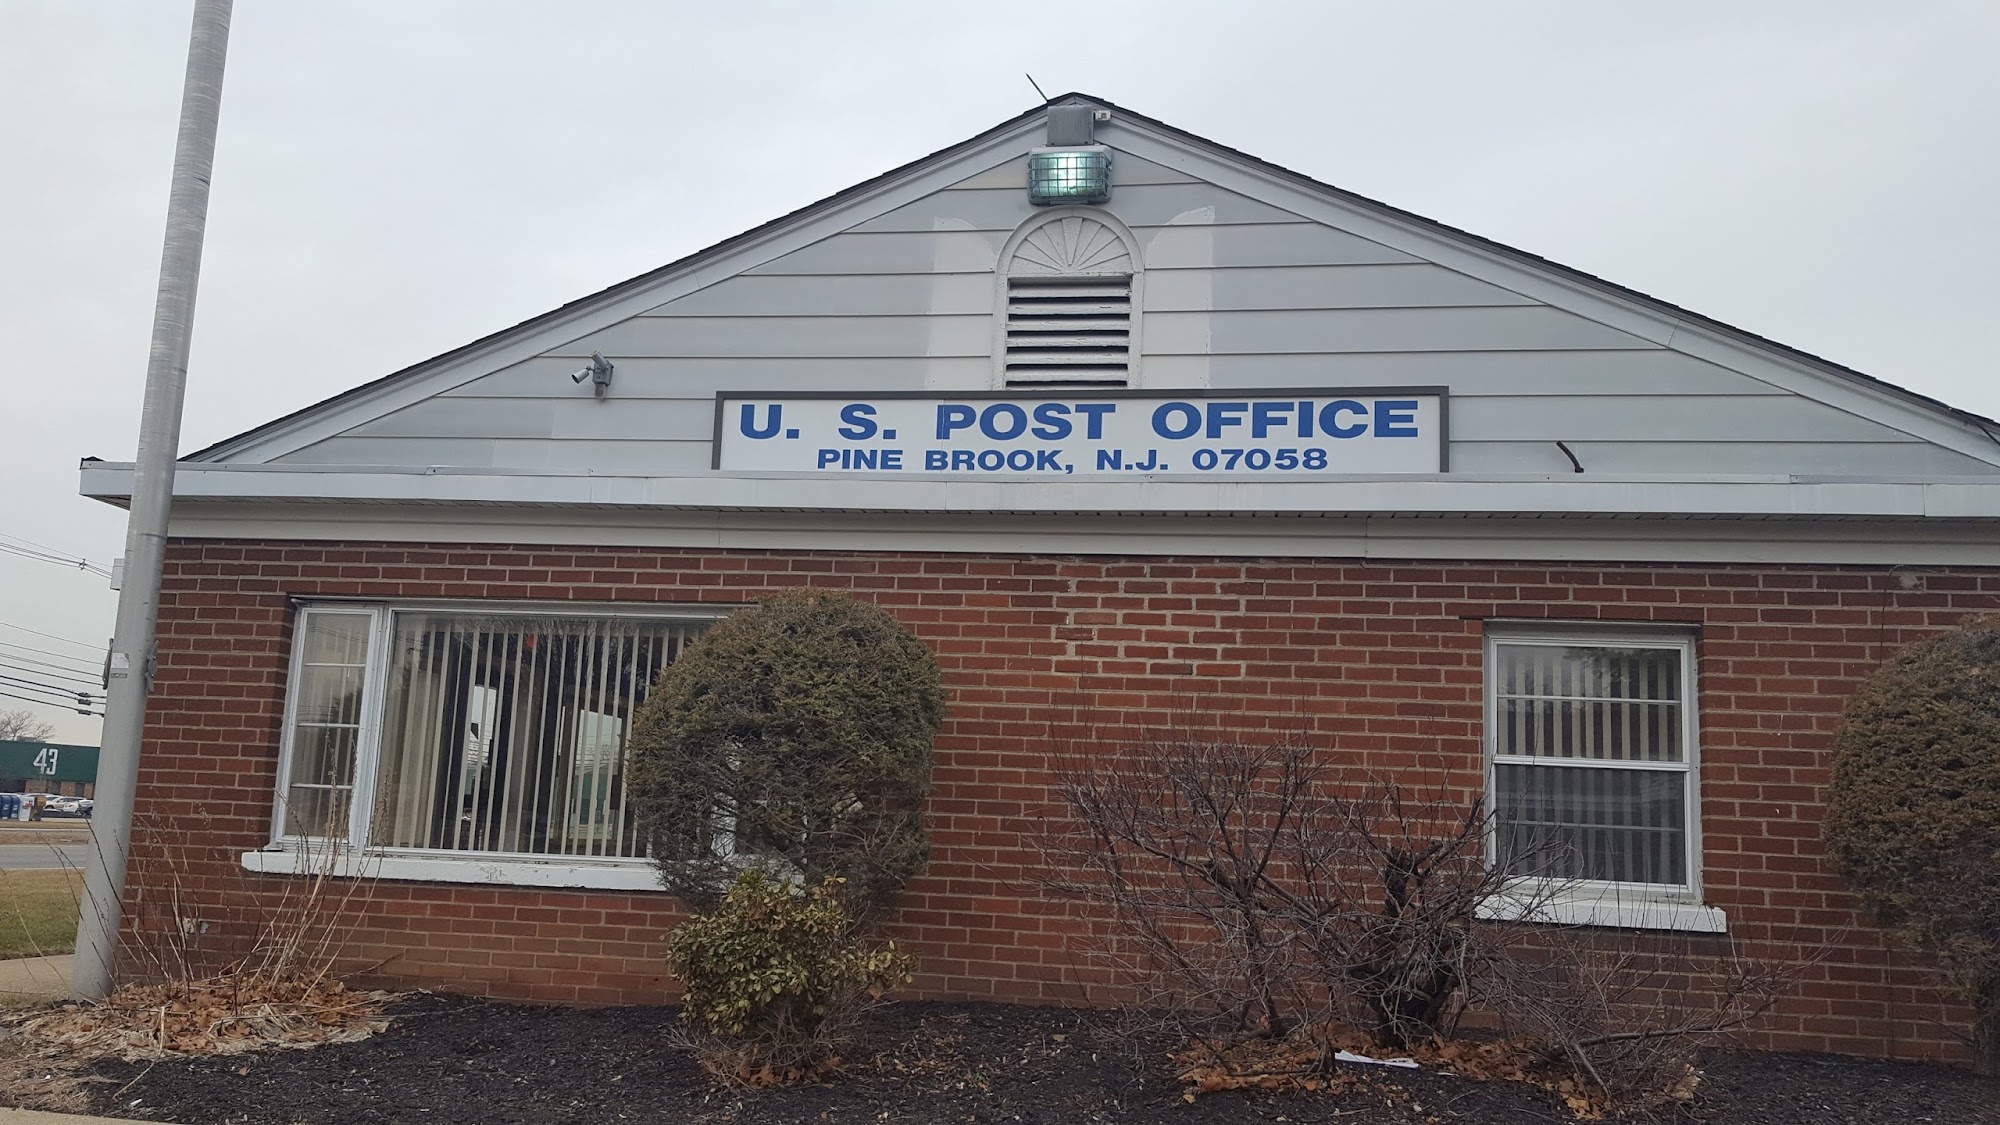 U. S. POST OFFICE
PINE BROOK, N.J. 07058
43